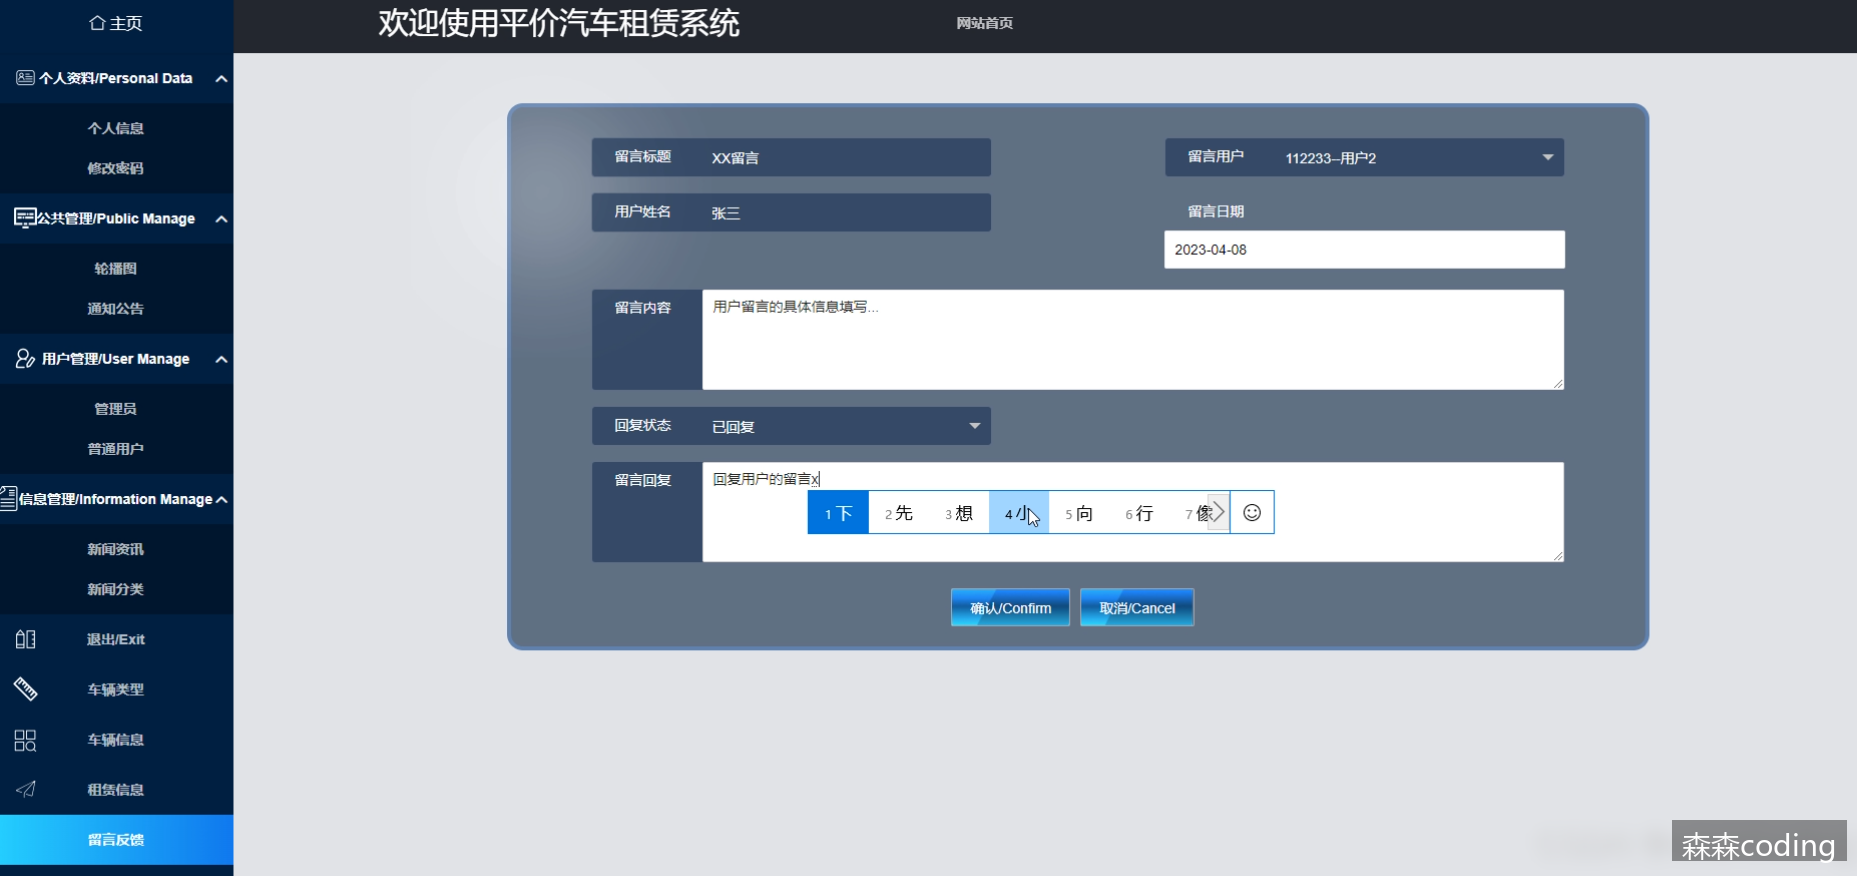 主页
欢迎使用平价汽车租赁系统
网站首页
个人资料/Personal Data
个人信息
修改密码
公共管理/Public Manage
轮播图
通知公告
用户管理/User Manage
管理员
普通用户
信息管理/Information Manage
新闻资讯
新闻分类
退出/Exit
车辆类型
车辆信息
租赁信息
留言反馈
留言标题 XX留言
留言用户 112233--用户2
用户姓名 张三
留言日期
2023-04-08
留言内容 用户留言的具体信息填写...
回复状态 已回复
留言回复 回复用户的留言x
1 下 2 先 3 想 4 小 5 向 6 行 7 像
确认/Confirm 取消/Cancel
森森coding